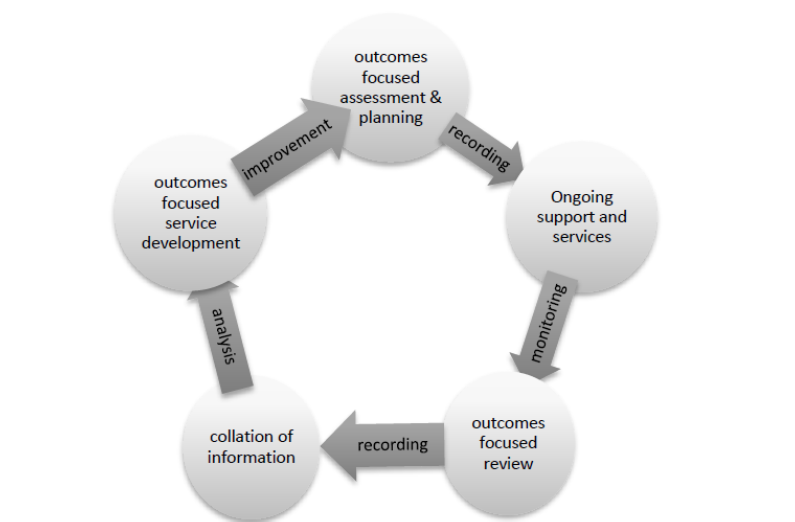 outcomes
focused
assessment &
planning
recording
Ongoing
support and
services
monitoring
outcomes
focused
review
recording
collation of
information
analysis
outcomes
focused
service
development
improvement